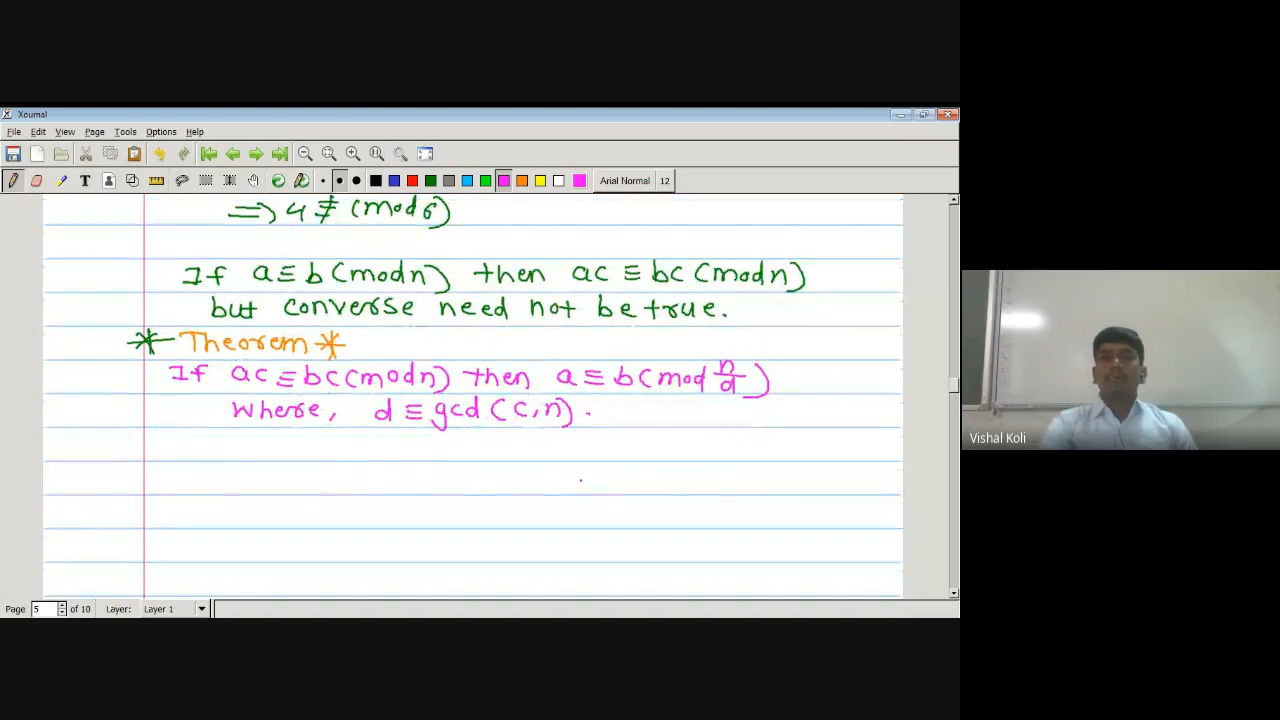 Xournal
File Edit View Page Tools Options Help
Arial Normal 12
⟹ 4 ≢ (mod 6)
If a ≡ b (mod n) then ac ≡ bc (mod n)
but converse need not be true.
* Theorem *
If ac ≡ bc (mod n) then a ≡ b (mod n/d)
where, d ≡ gcd (c, n).
Vishal Koli
Page 5 of 10 Layer: Layer 1